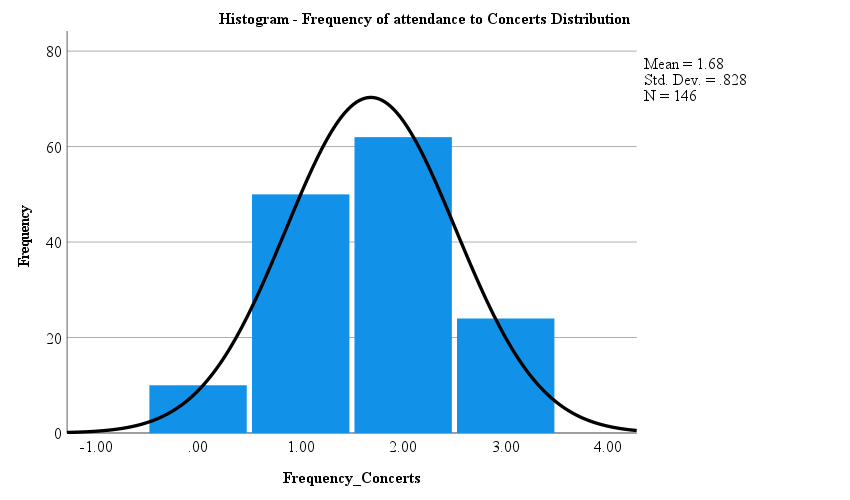 Histogram - Frequency of attendance to Concerts Distribution
Mean = 1.68
Std. Dev. = .828
N = 146
80
60
40
20
0
Frequency
-1.00 .00 1.00 2.00 3.00 4.00
Frequency_Concerts